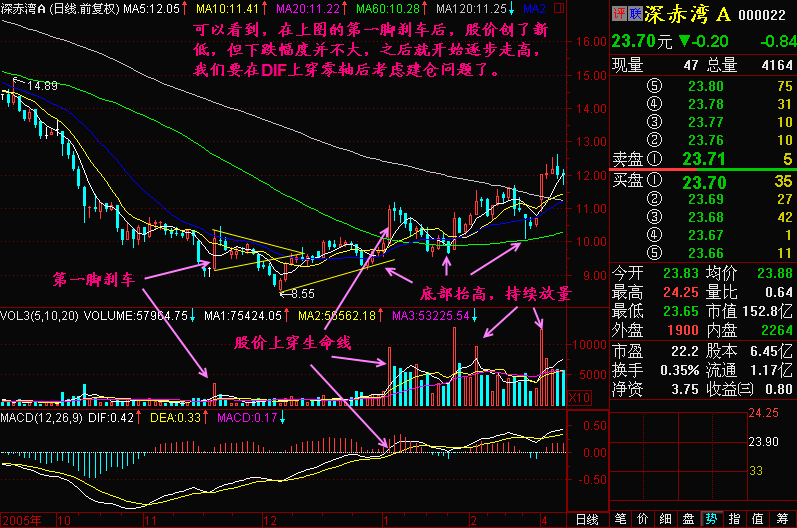 深赤湾A (日线.前复权) MA5:12.05↑ MA10:11.41↑ MA20:11.22↑ MA60:10.28↑ MA120:11.25↓ MA2
可以看到，在上图的第一脚刹车后，股价创了新
低，但下跌幅度并不大，之后就开始逐步走高，
我们要在DIF上穿零轴后考虑建仓问题了。
14.89
16.00
15.00
14.00
13.00
12.00
11.00
10.00
9.00
第一脚刹车
8.55
底部抬高，持续放量
VOL3(5,10,20) VOLUME:57964.75↓ MA1:75424.05↑ MA2:56562.18↑ MA3:53225.54↓
股价上穿生命线
10000
5000
X10
MACD(12,26,9) DIF:0.42↑ DEA:0.33↑ MACD:0.17↓
0.50
0.00
-0.50
2005年 10 11 12 1 2 3 4 日线
评 联 深赤湾A 000022
23.70元 ▼-0.20 -0.84
现量 47 总量 4164
⑤ 23.80 75
④ 23.78 31
③ 23.77 10
② 23.76 10
卖盘① 23.71 5
买盘① 23.70 35
② 23.69 27
③ 23.68 42
④ 23.67 1
⑤ 23.66 11
今开 23.83 均价 23.88
最高 24.25 量比 0.64
最低 23.65 市值 152.8亿
外盘 1900 内盘 2264
市盈 22.2 股本 6.45亿
换手 0.35% 流通 1.17亿
净资 3.75 收益㈢ 0.80
24.25
23.90
33
笔 价 细 盘 势 指 值 筹